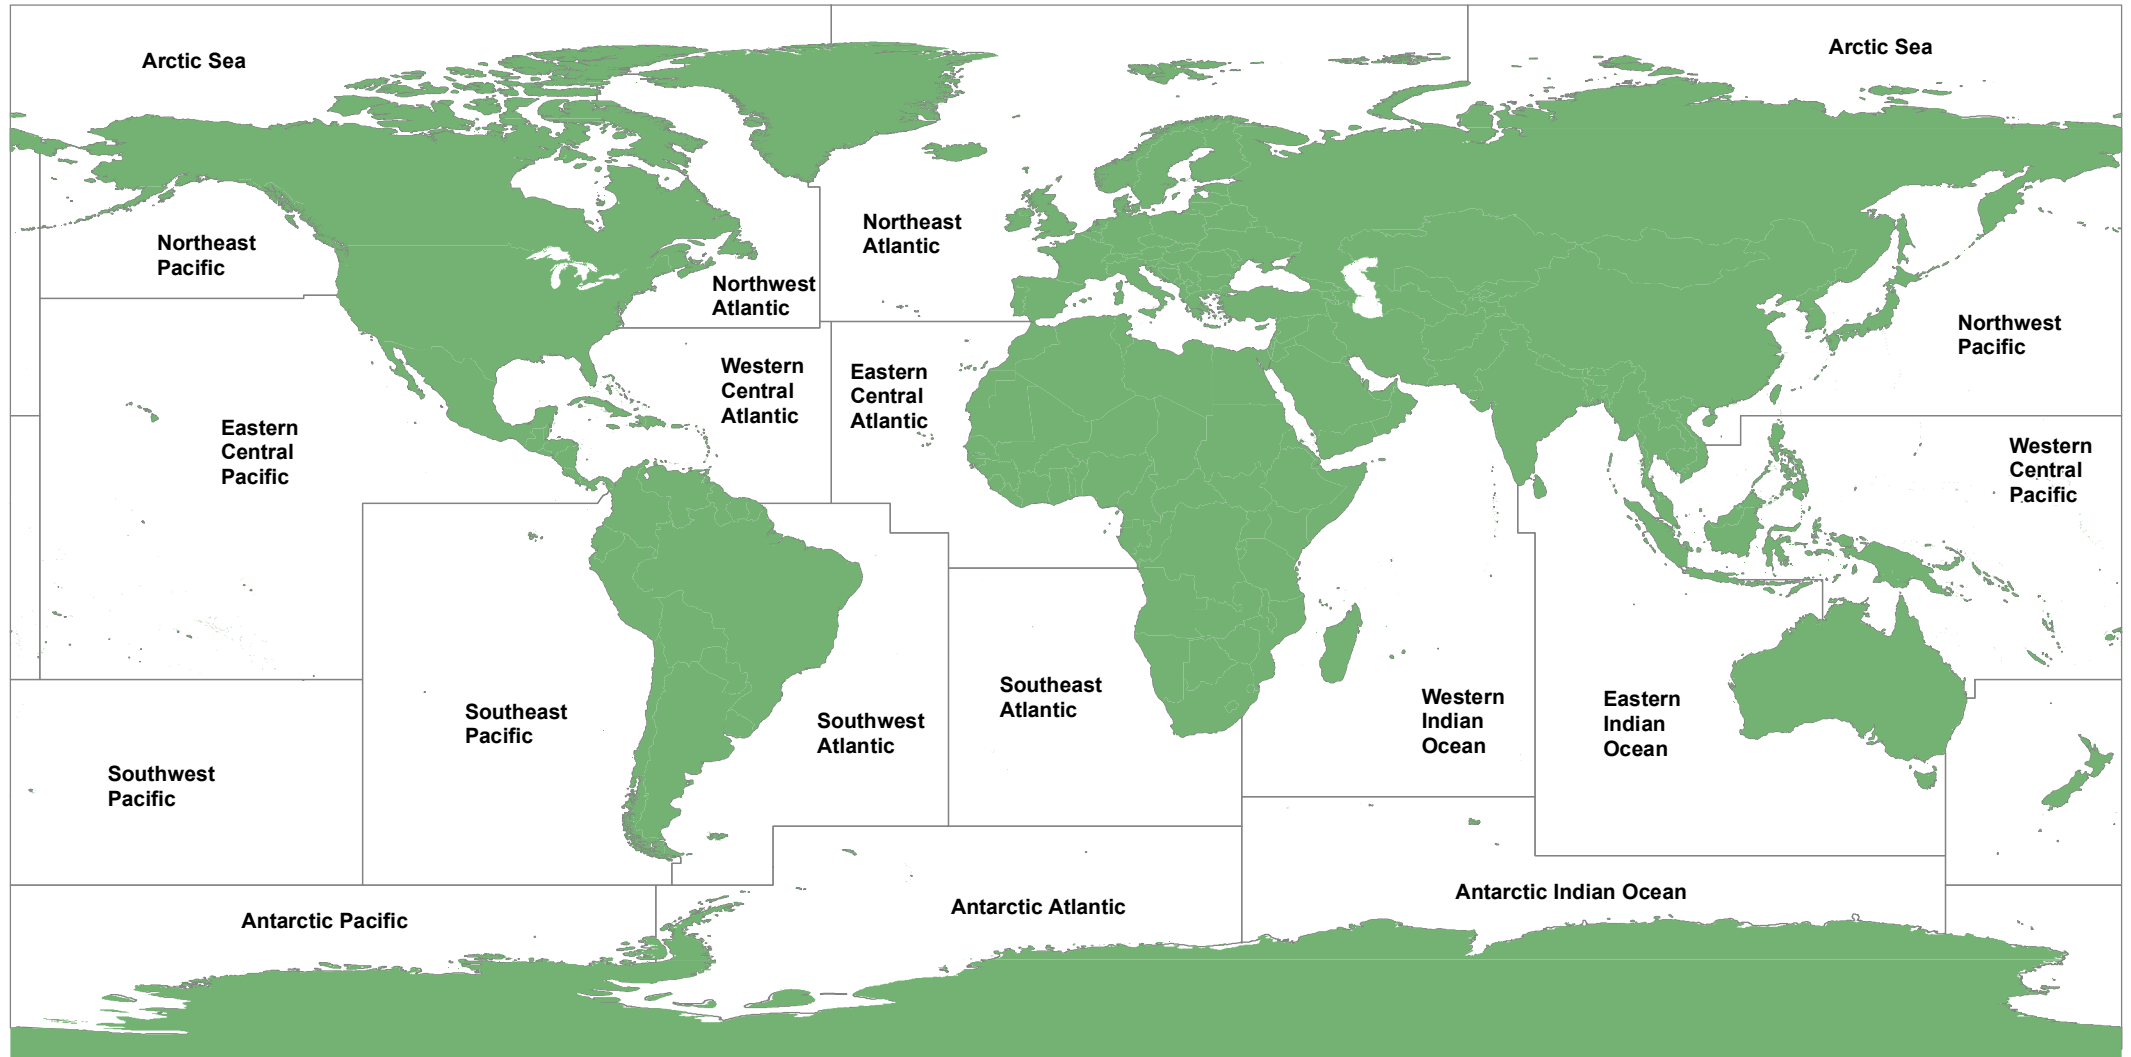 Arctic Sea
Arctic Sea
Northeast
Pacific
Northeast
Atlantic
Northwest
Atlantic
Northwest
Pacific
Western
Central
Atlantic
Eastern
Central
Atlantic
Eastern
Central
Pacific
Western
Central
Pacific
Southeast
Pacific
Southwest
Atlantic
Southeast
Atlantic
Western
Indian
Ocean
Eastern
Indian
Ocean
Southwest
Pacific
Antarctic Pacific
Antarctic Atlantic
Antarctic Indian Ocean